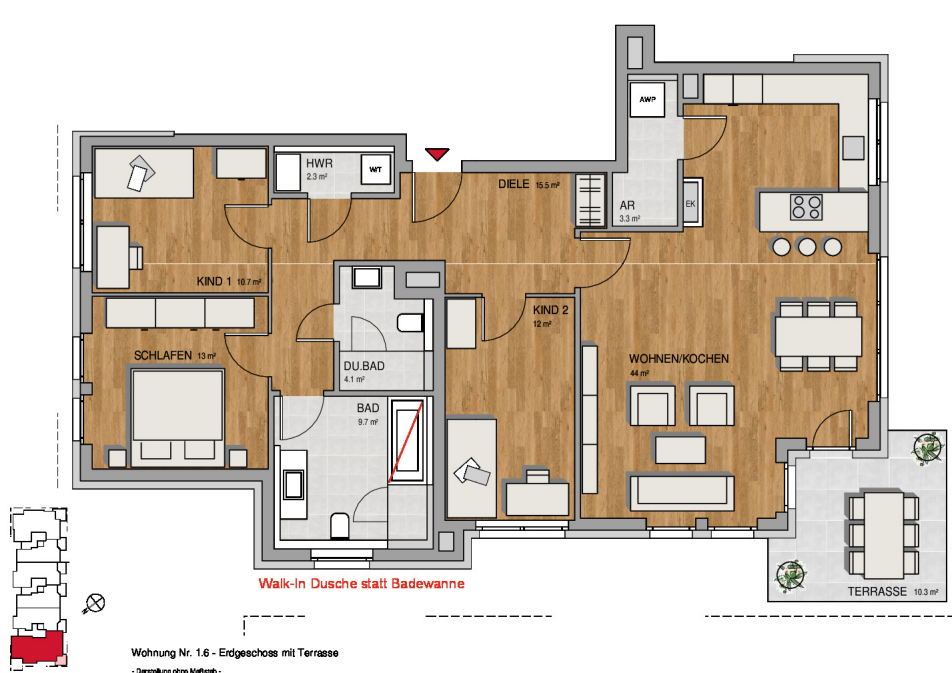 AWP
HWR
2.3 m²
W/T
DIELE 15.5 m²
AR
3.3 m²
EK
KIND 1 10.7 m²
KIND 2
12 m²
SCHLAFEN 13 m²
DU.BAD
4.1 m²
WOHNEN/KOCHEN
44 m²
BAD
9.7 m²
Walk-In Dusche statt Badewanne
TERRASSE 10.3 m²
Wohnung Nr. 1.6 - Erdgeschoss mit Terrasse
- Darstellung ohne Maßstab -